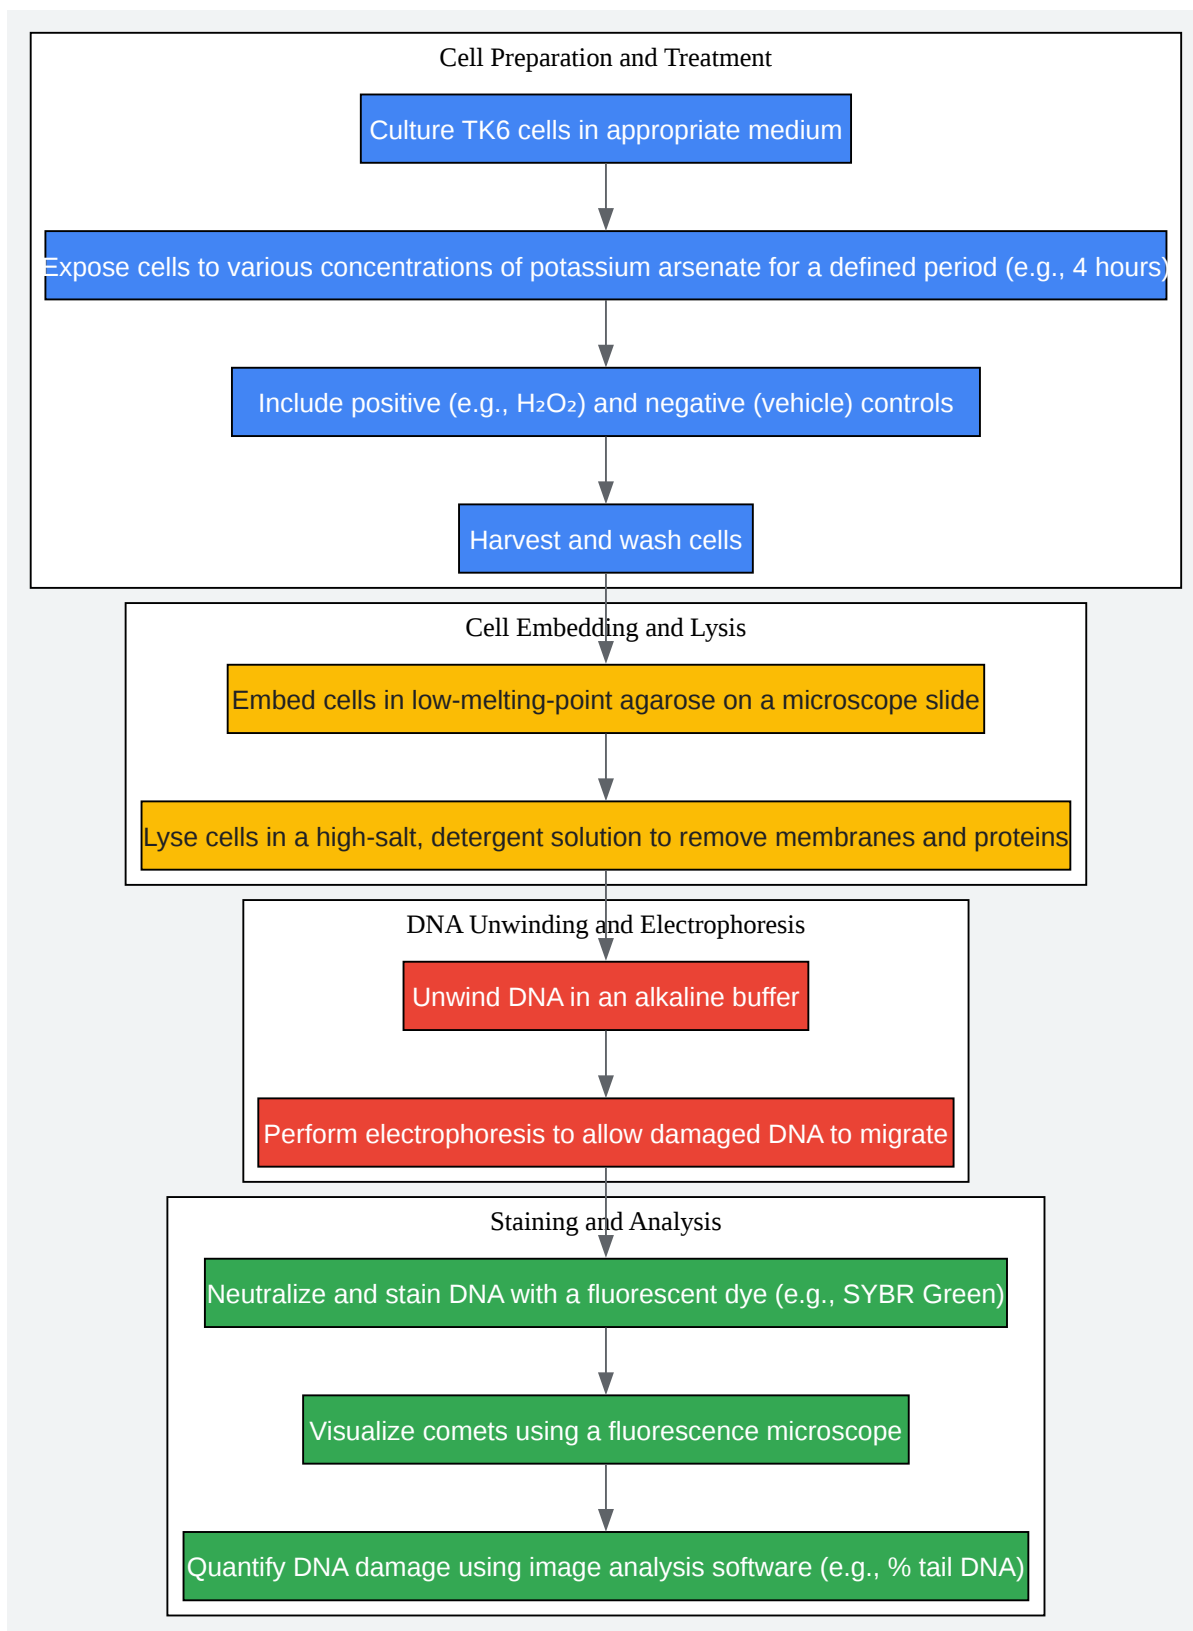 Cell Preparation and Treatment
Culture TK6 cells in appropriate medium
Expose cells to various concentrations of potassium arsenate for a defined period (e.g., 4 hours)
Include positive (e.g., H₂O₂) and negative (vehicle) controls
Harvest and wash cells
Cell Embedding and Lysis
Embed cells in low-melting-point agarose on a microscope slide
Lyse cells in a high-salt, detergent solution to remove membranes and proteins
DNA Unwinding and Electrophoresis
Unwind DNA in an alkaline buffer
Perform electrophoresis to allow damaged DNA to migrate
Staining and Analysis
Neutralize and stain DNA with a fluorescent dye (e.g., SYBR Green)
Visualize comets using a fluorescence microscope
Quantify DNA damage using image analysis software (e.g., % tail DNA)